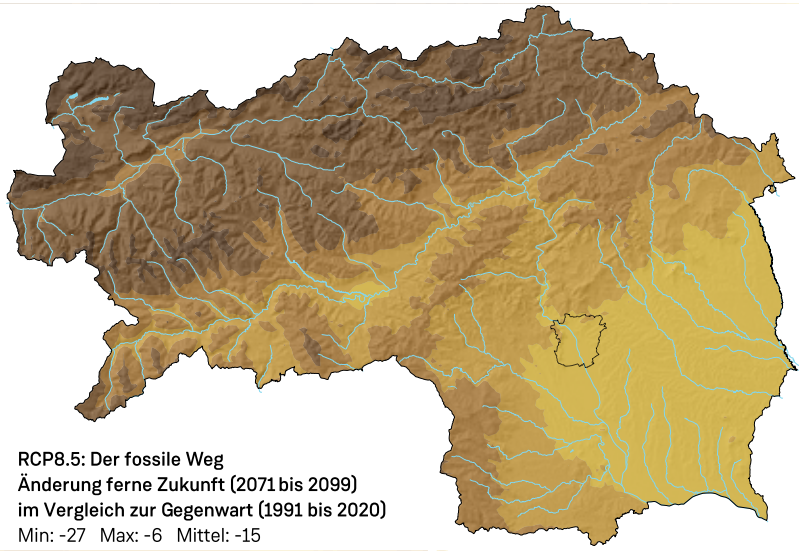 RCP8.5: Der fossile Weg
Änderung ferne Zukunft (2071 bis 2099)
im Vergleich zur Gegenwart (1991 bis 2020)
Min: -27 Max: -6 Mittel: -15